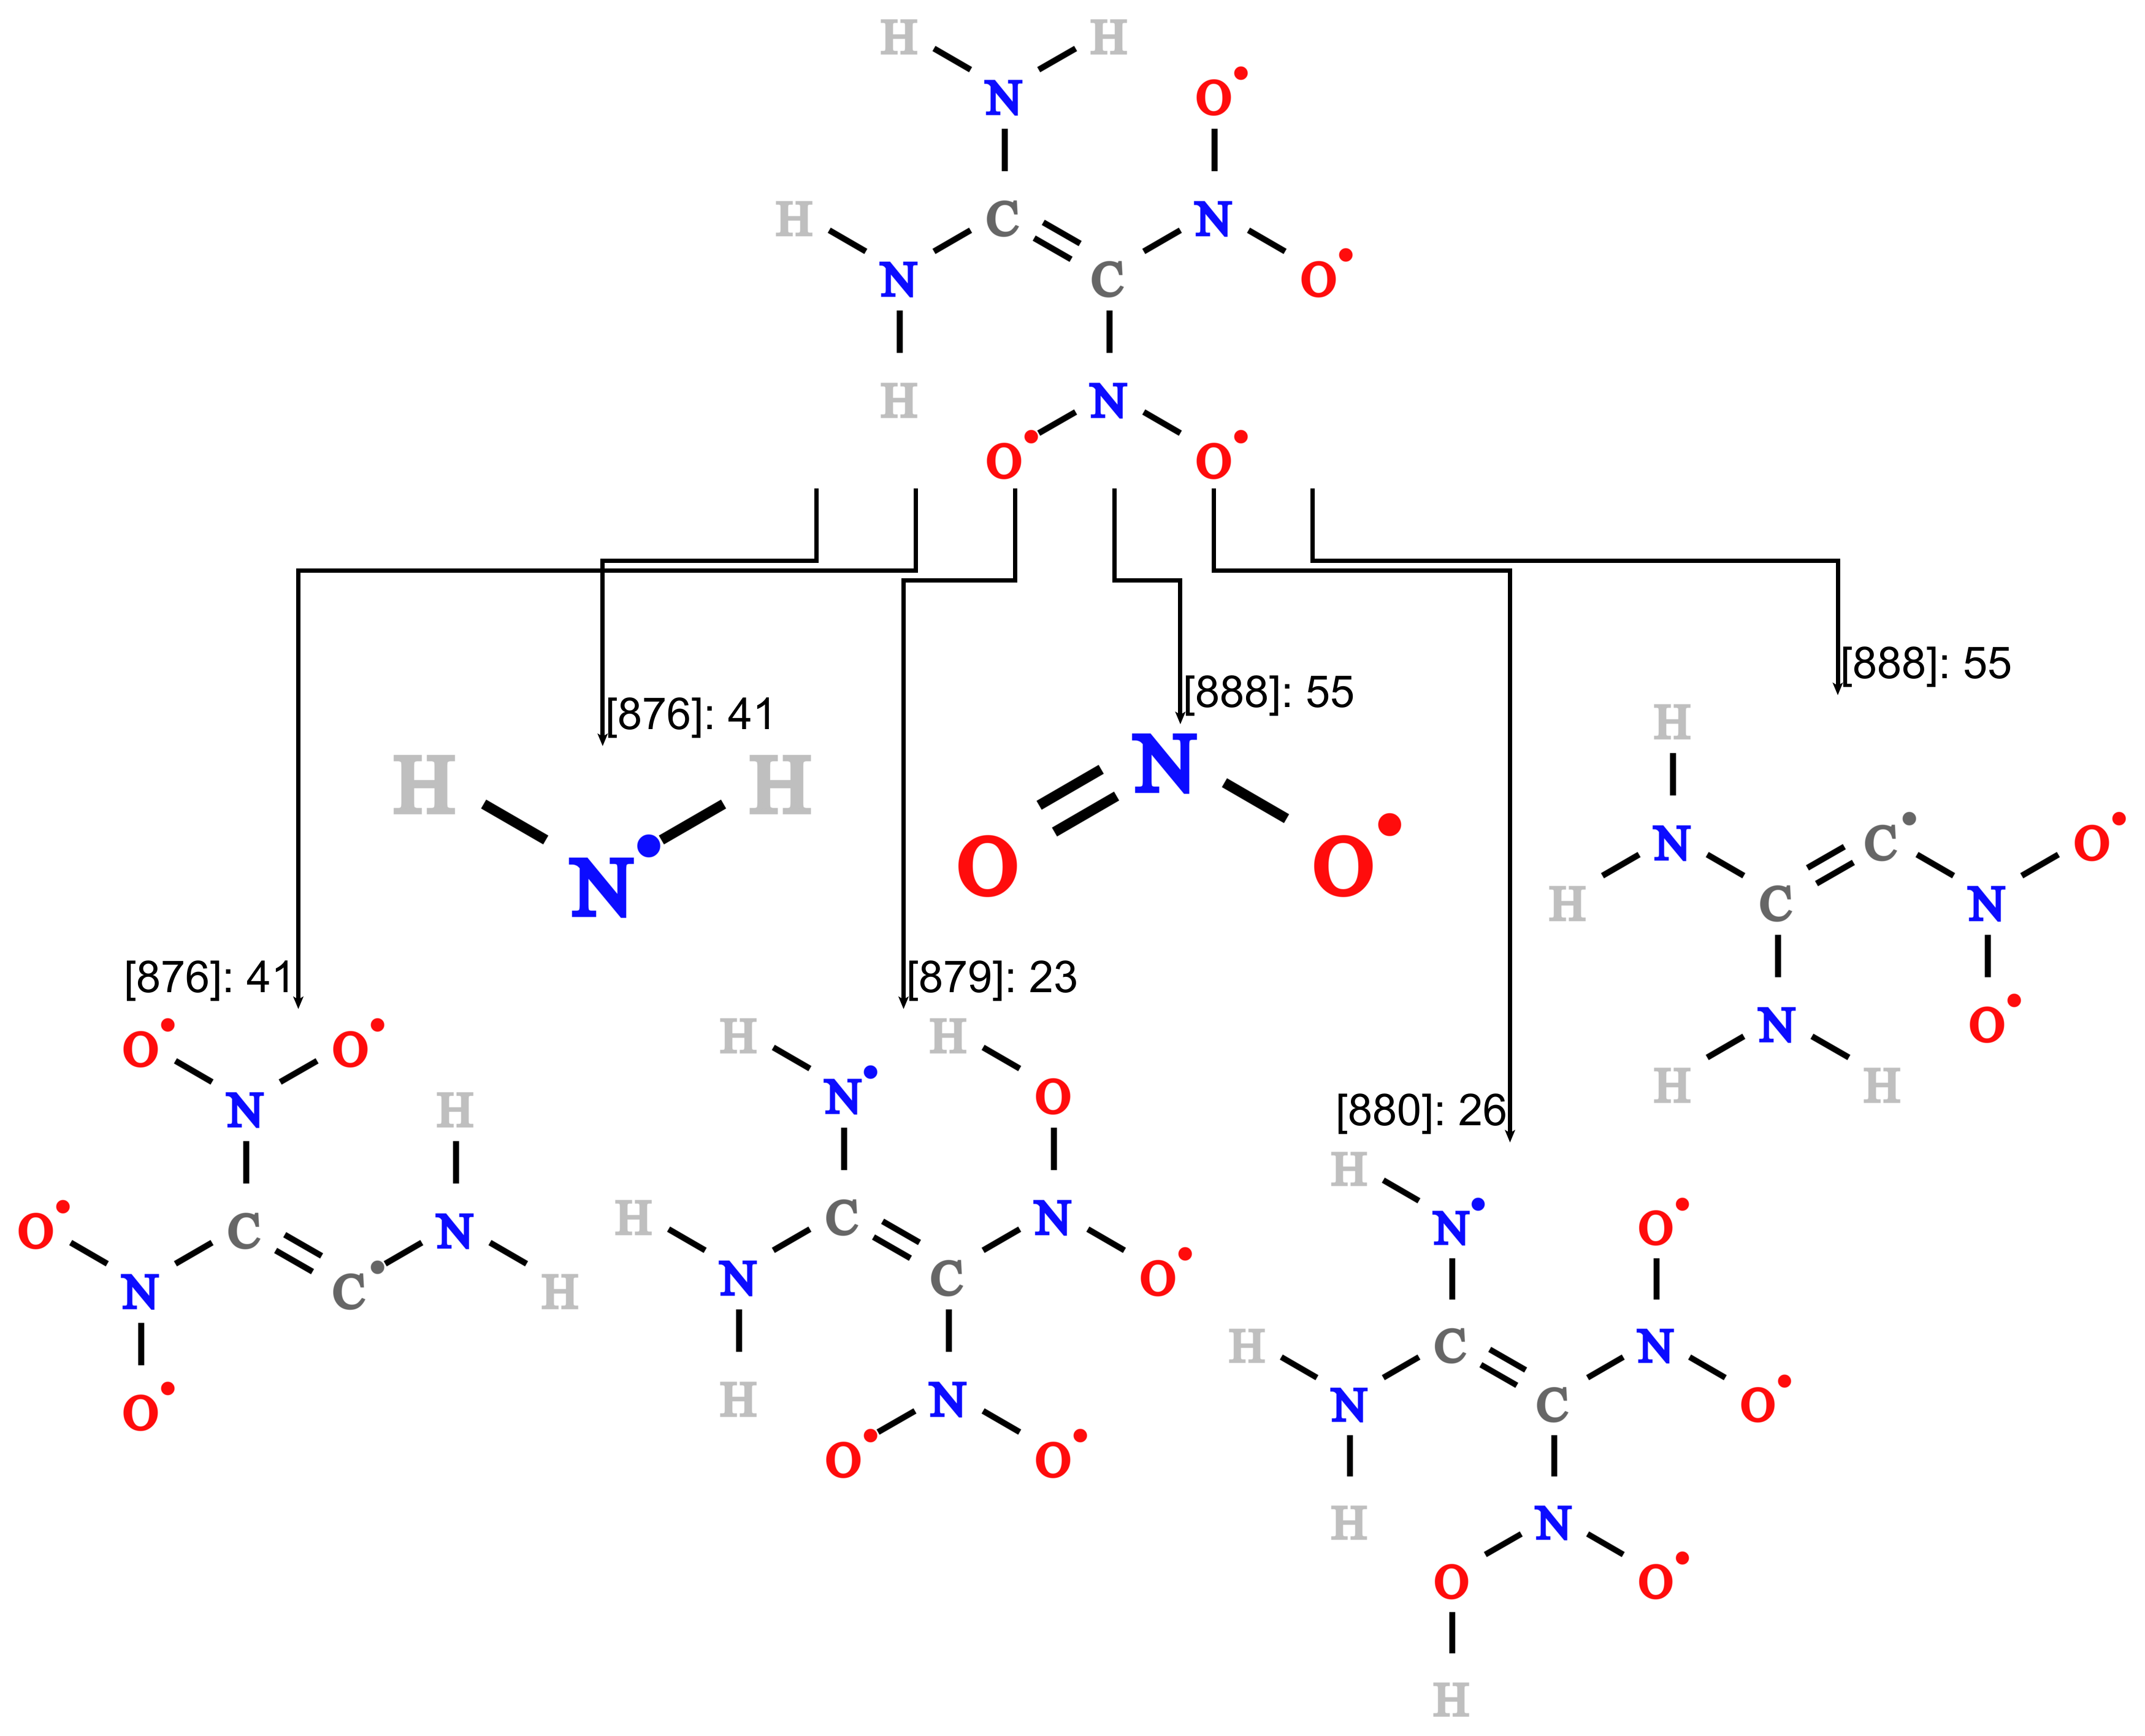 H H
N O
H C N
N C O
H N
O O
[888]: 55
[888]: 55
[876]: 41
H
H H N
O N O
N C O
H C N
[876]: 41
[879]: 23
N O
H N H
O O H H
N H N O [880]: 26
H H
O C N H C N N O
N C H N C O C N O
O H N H C N
O O N C O
H N
O O
H